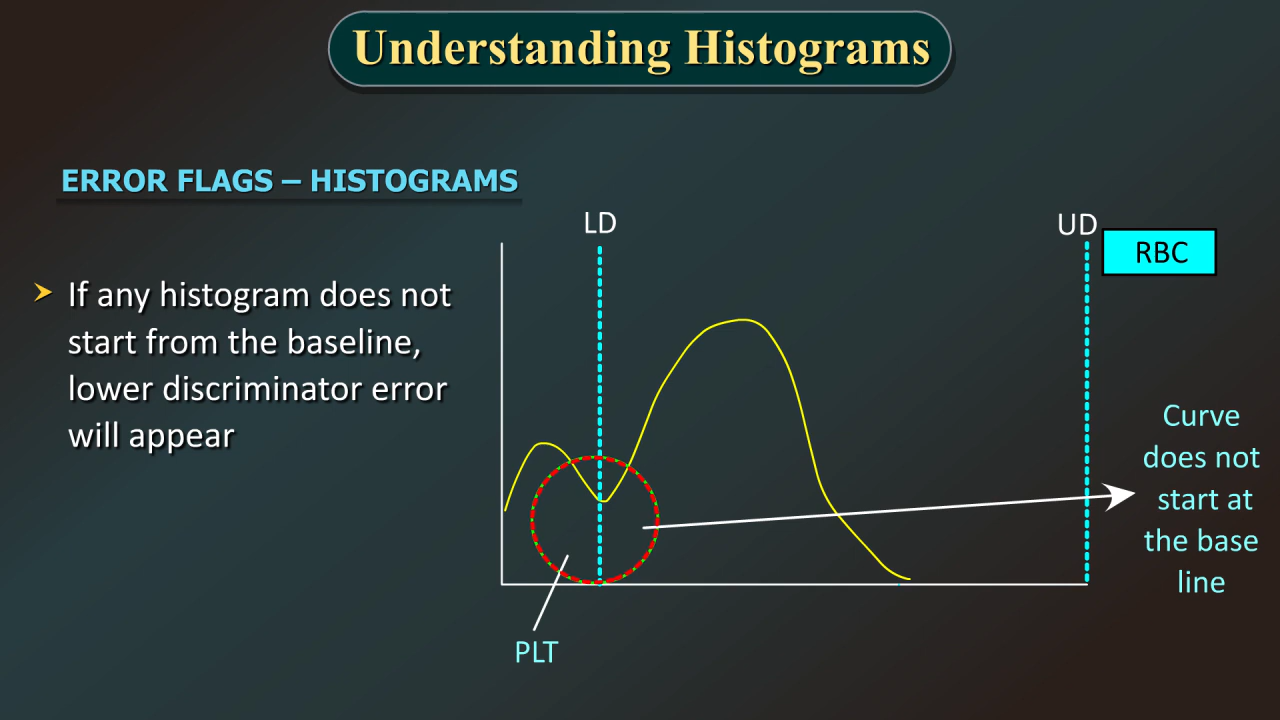 Understanding Histograms
ERROR FLAGS – HISTOGRAMS
➤ If any histogram does not
start from the baseline,
lower discriminator error
will appear
LD
UD
RBC
Curve
does not
start at
the base
line
PLT